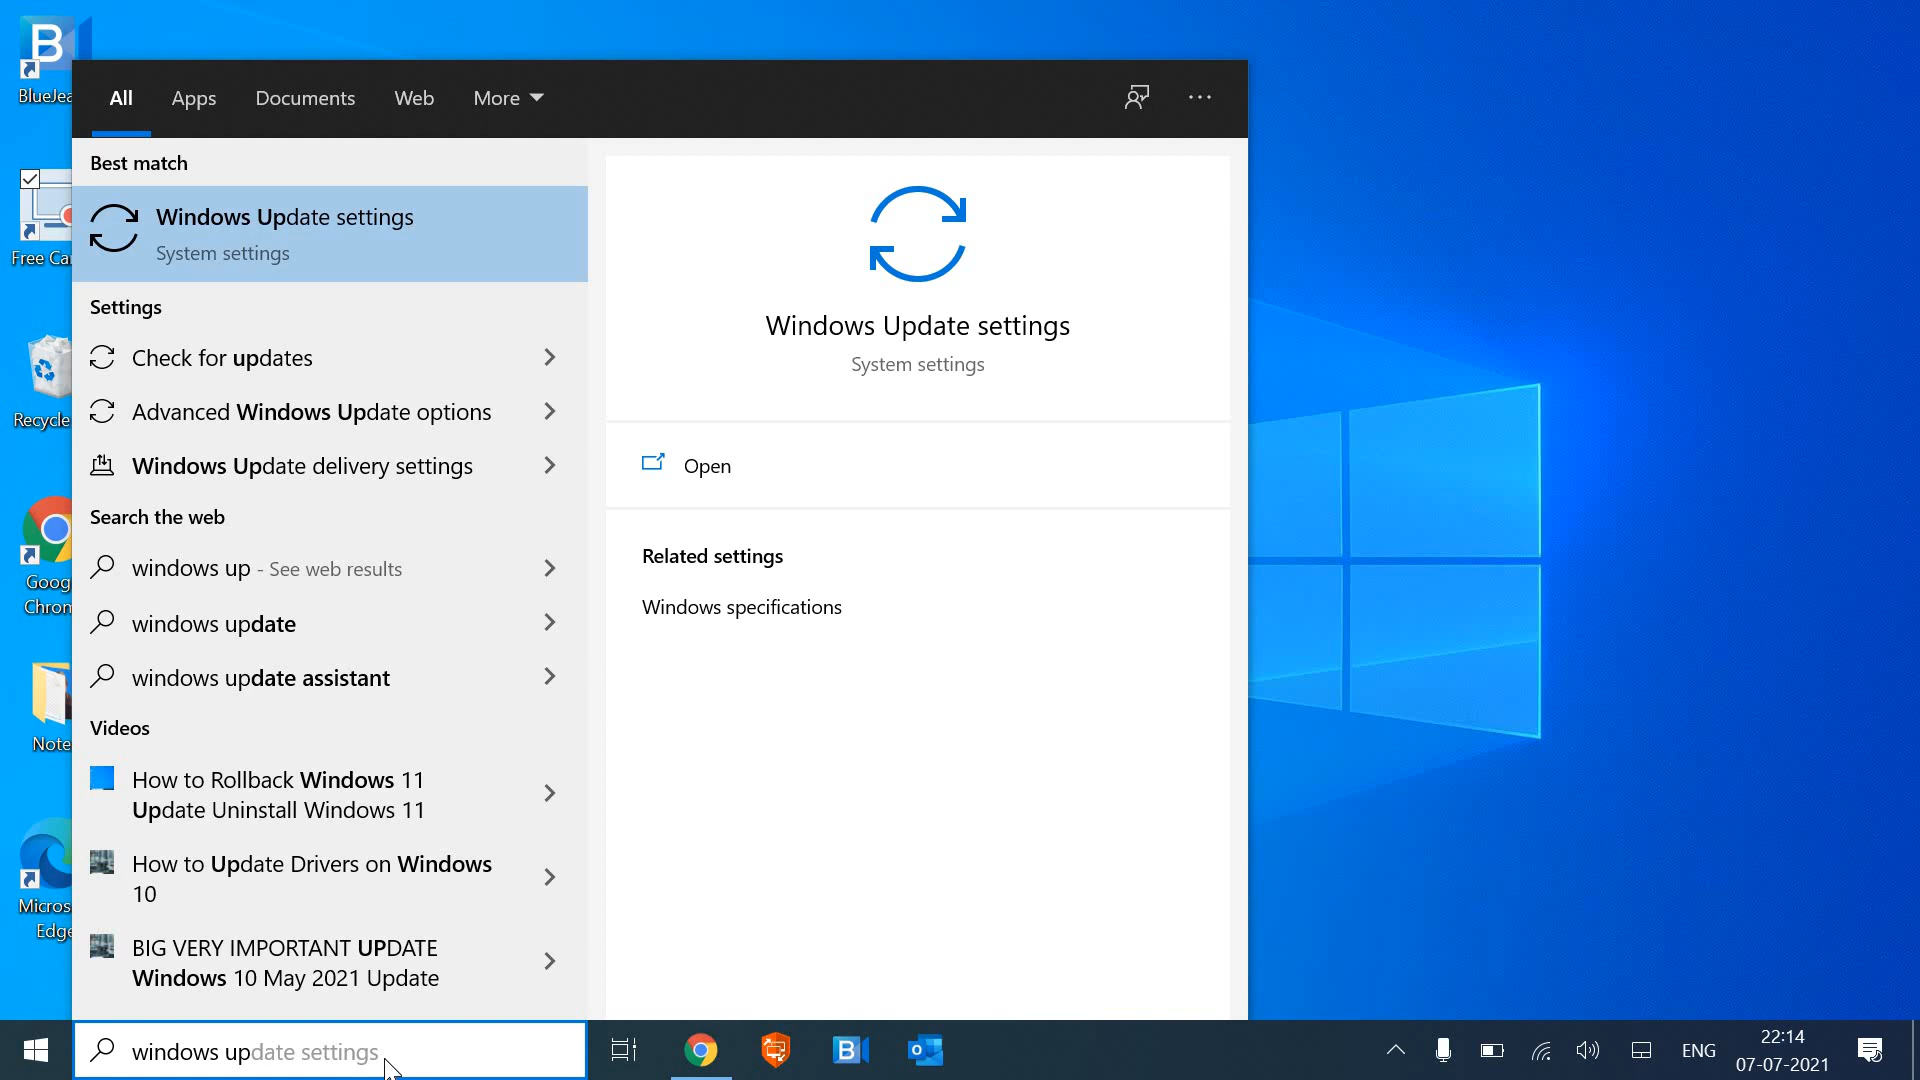 BlueJea
Free Ca
Recycle
Goog
Chrom
Note
Micros
Edge
All Apps Documents Web More
Best match
Windows Update settings
System settings
Settings
Check for updates
Advanced Windows Update options
Windows Update delivery settings
Search the web
windows up - See web results
windows update
windows update assistant
Videos
How to Rollback Windows 11
Update Uninstall Windows 11
How to Update Drivers on Windows
10
BIG VERY IMPORTANT UPDATE
Windows 10 May 2021 Update
Windows Update settings
System settings
Open
Related settings
Windows specifications
windows update settings
ENG
22:14
07-07-2021